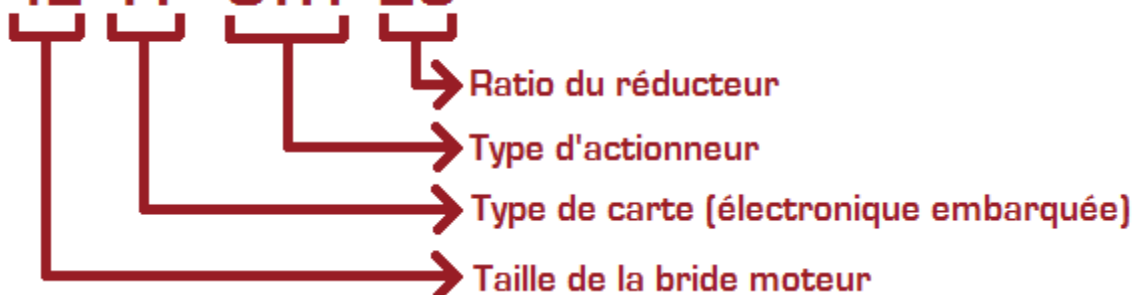 Ratio du réducteur
Type d'actionneur
Type de carte (électronique embarquée)
Taille de la bride moteur